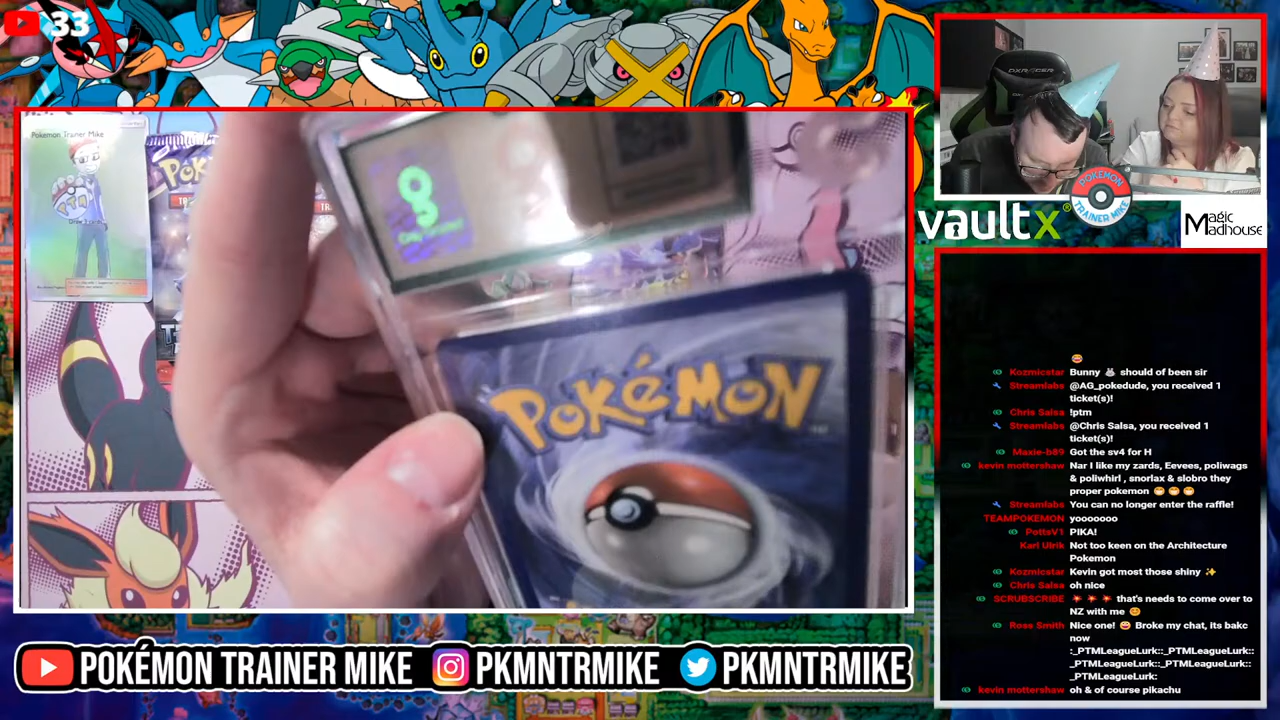 33
Pokémon Trainer Mike
Draw 3 cards.
PTM
POKÉMON
DXRACER
POKEMON
TRAINER MIKE
vaultx®
Magic
Madhouse
Kozmicstar Bunny 🐰 should of been sir
Streamlabs @AG_pokedude, you received 1
ticket(s)!
Chris Salsa !ptm
Streamlabs @Chris Salsa, you received 1
ticket(s)!
Maxie-b89 Got the sv4 for H
kevin mottershaw Nar I like my zards, Eevees, poliwags
& poliwhirl , snorlax & slobro they
proper pokemon 😁 😁 😁
Streamlabs You can no longer enter the raffle!
TEAMPOKEMON yooooooo
PottsV1 PIKA!
Karl Ulrik Not too keen on the Architecture
Pokemon
Kozmicstar Kevin got most those shiny ✨
Chris Salsa oh nice
SCRUBSCRIBE that's needs to come over to
NZ with me 😊
Ross Smith Nice one! 😄 Broke my chat, its bakc
now
:_PTMLeagueLurk::_PTMLeagueLurk::
_PTMLeagueLurk::_PTMLeagueLurk::
_PTMLeagueLurk:
kevin mottershaw oh & of course pikachu
POKÉMON TRAINER MIKE PKMNTRMIKE PKMNTRMIKE